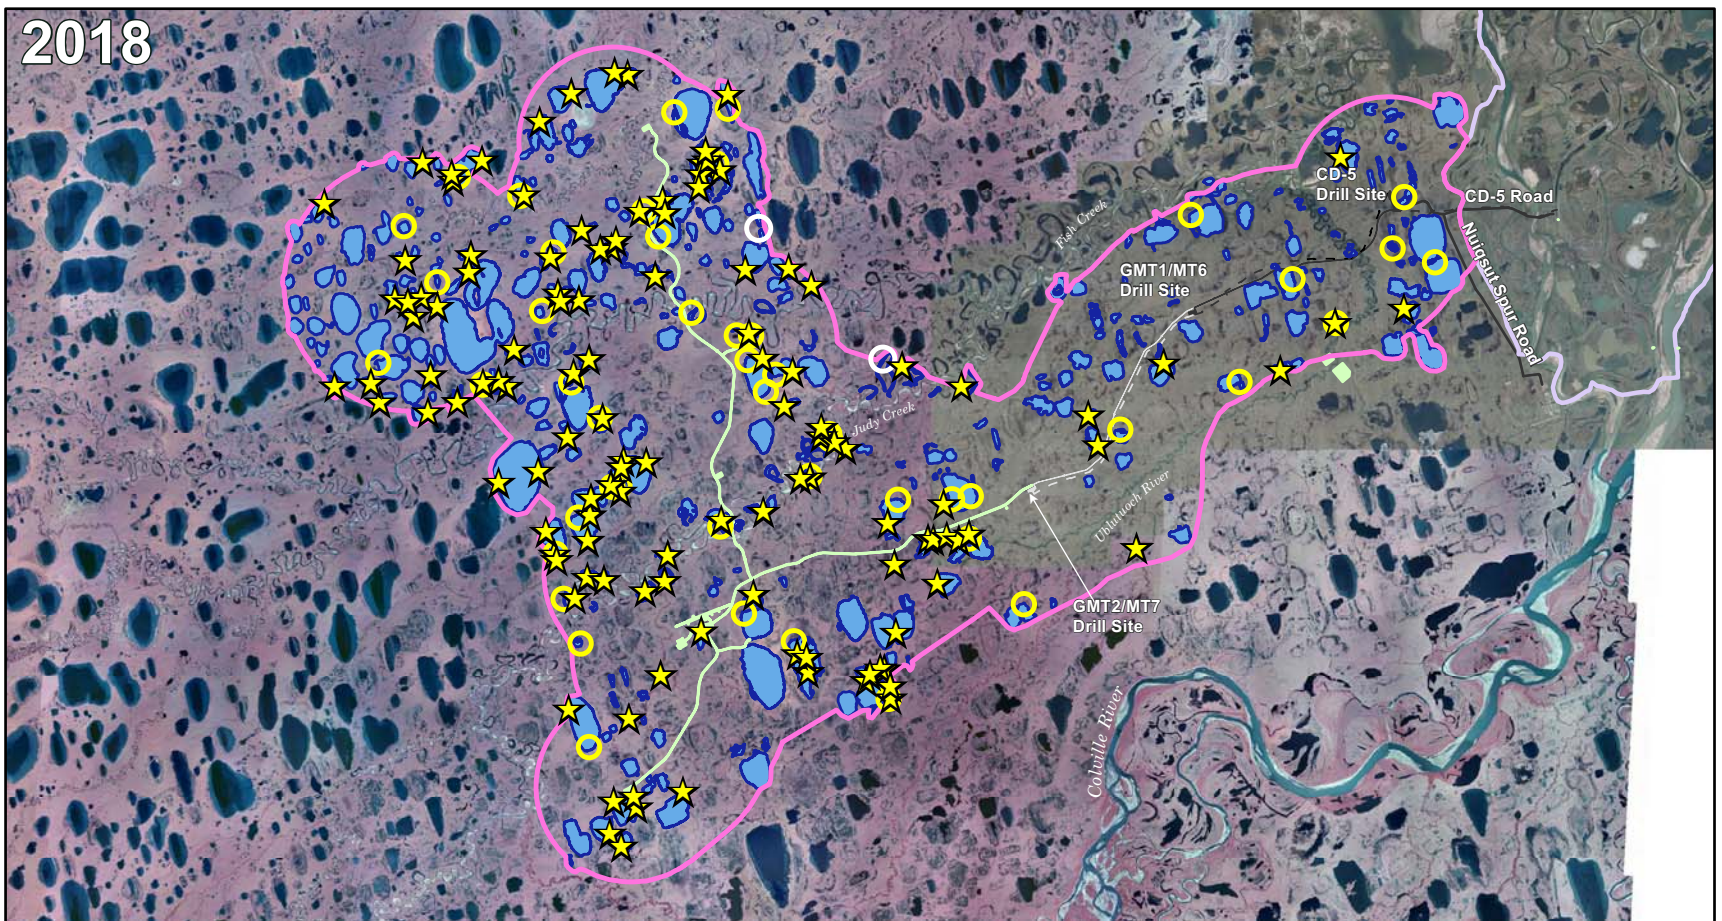 2018
Fish Creek
CD-5
Drill Site
CD-5 Road
Nuiqsut Spur Road
GMT1/MT6
Drill Site
Judy Creek
Ublutuoch River
GMT2/MT7
Drill Site
Colville River